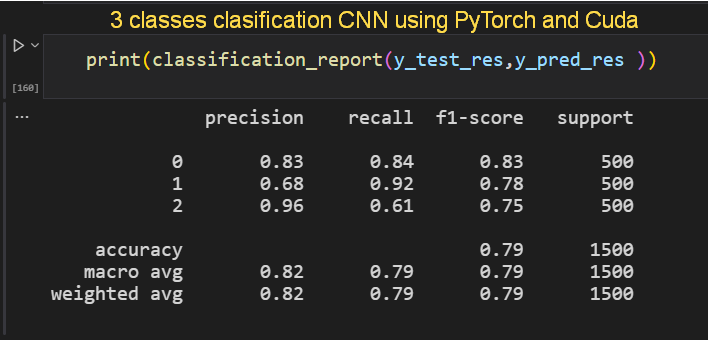 3 classes clasification CNN using PyTorch and Cuda
print(classification_report(y_test_res,y_pred_res ))
[160]
...
precision recall f1-score support
0 0.83 0.84 0.83 500
1 0.68 0.92 0.78 500
2 0.96 0.61 0.75 500
accuracy 0.79 1500
macro avg 0.82 0.79 0.79 1500
weighted avg 0.82 0.79 0.79 1500